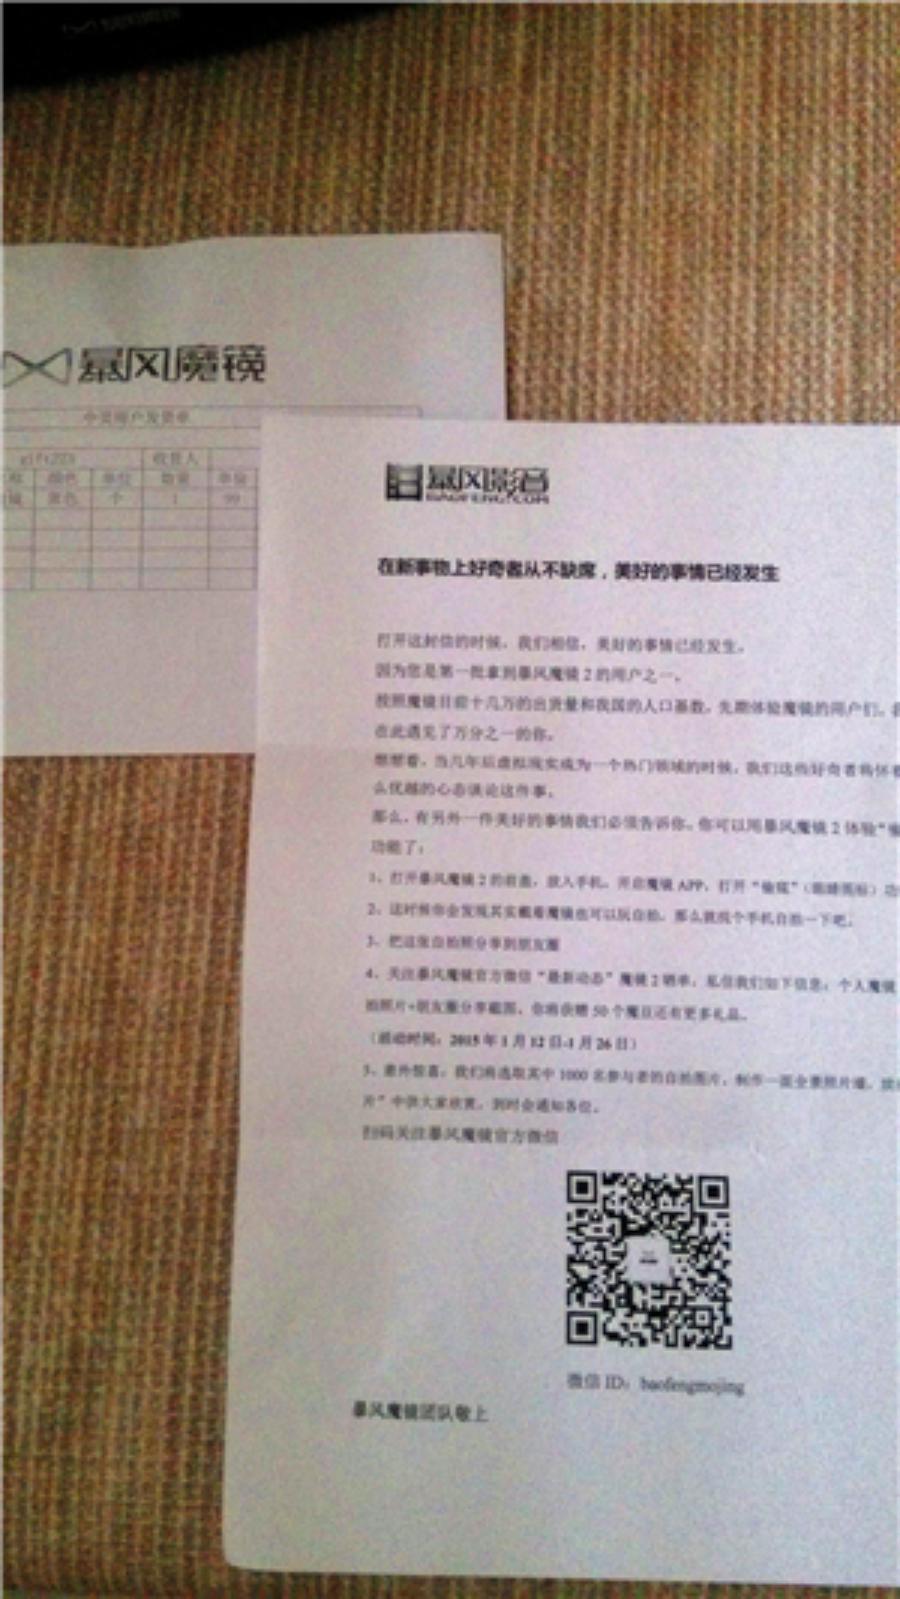 暴风魔镜
中奖用户发货单
收货人
颜色 单位 数量 单价
黑色 个 1 99
暴风影音
BAOFENG.COM
在新事物上好奇者从不缺席，美好的事情已经发生
打开这封信的时候，我们相信，美好的事情已经发生。
因为您是第一批拿到暴风魔镜2的用户之一。
按照魔镜目前十几万的出货量和我国的人口基数，先期体验魔镜的用户们，
在此遇见了万分之一的你。
想想看，当几年后虚拟现实成为一个热门领域的时候，我们这些好奇者将怀着
么优越的心态谈论这件事。
那么，有另外一件美好的事情我们必须告诉你。你可以用暴风魔镜2体验“
功能了：
1、打开暴风魔镜2的前盖，放入手机，开启魔镜APP，打开“偷窥”（眼睛图标）功
2、这时候你会发现其实戴着魔镜也可以玩自拍，那么就找个手机自拍一下吧。
3、把这张自拍照分享到朋友圈
4、关注暴风魔镜官方微信“最新动态”魔镜2晒单，私信我们如下信息：个人魔镜
拍照片+朋友圈分享截图，你将获赠50个魔豆还有更多礼品。
（活动时间：2015年1月12日-1月26日）
5、意外惊喜：我们将选取其中1000名参与者的自拍图片，制作一面全景照片墙，
片”中供大家欣赏，到时会通知各位。
扫码关注暴风魔镜官方微信
微信ID：baofengmojing
暴风魔镜团队敬上